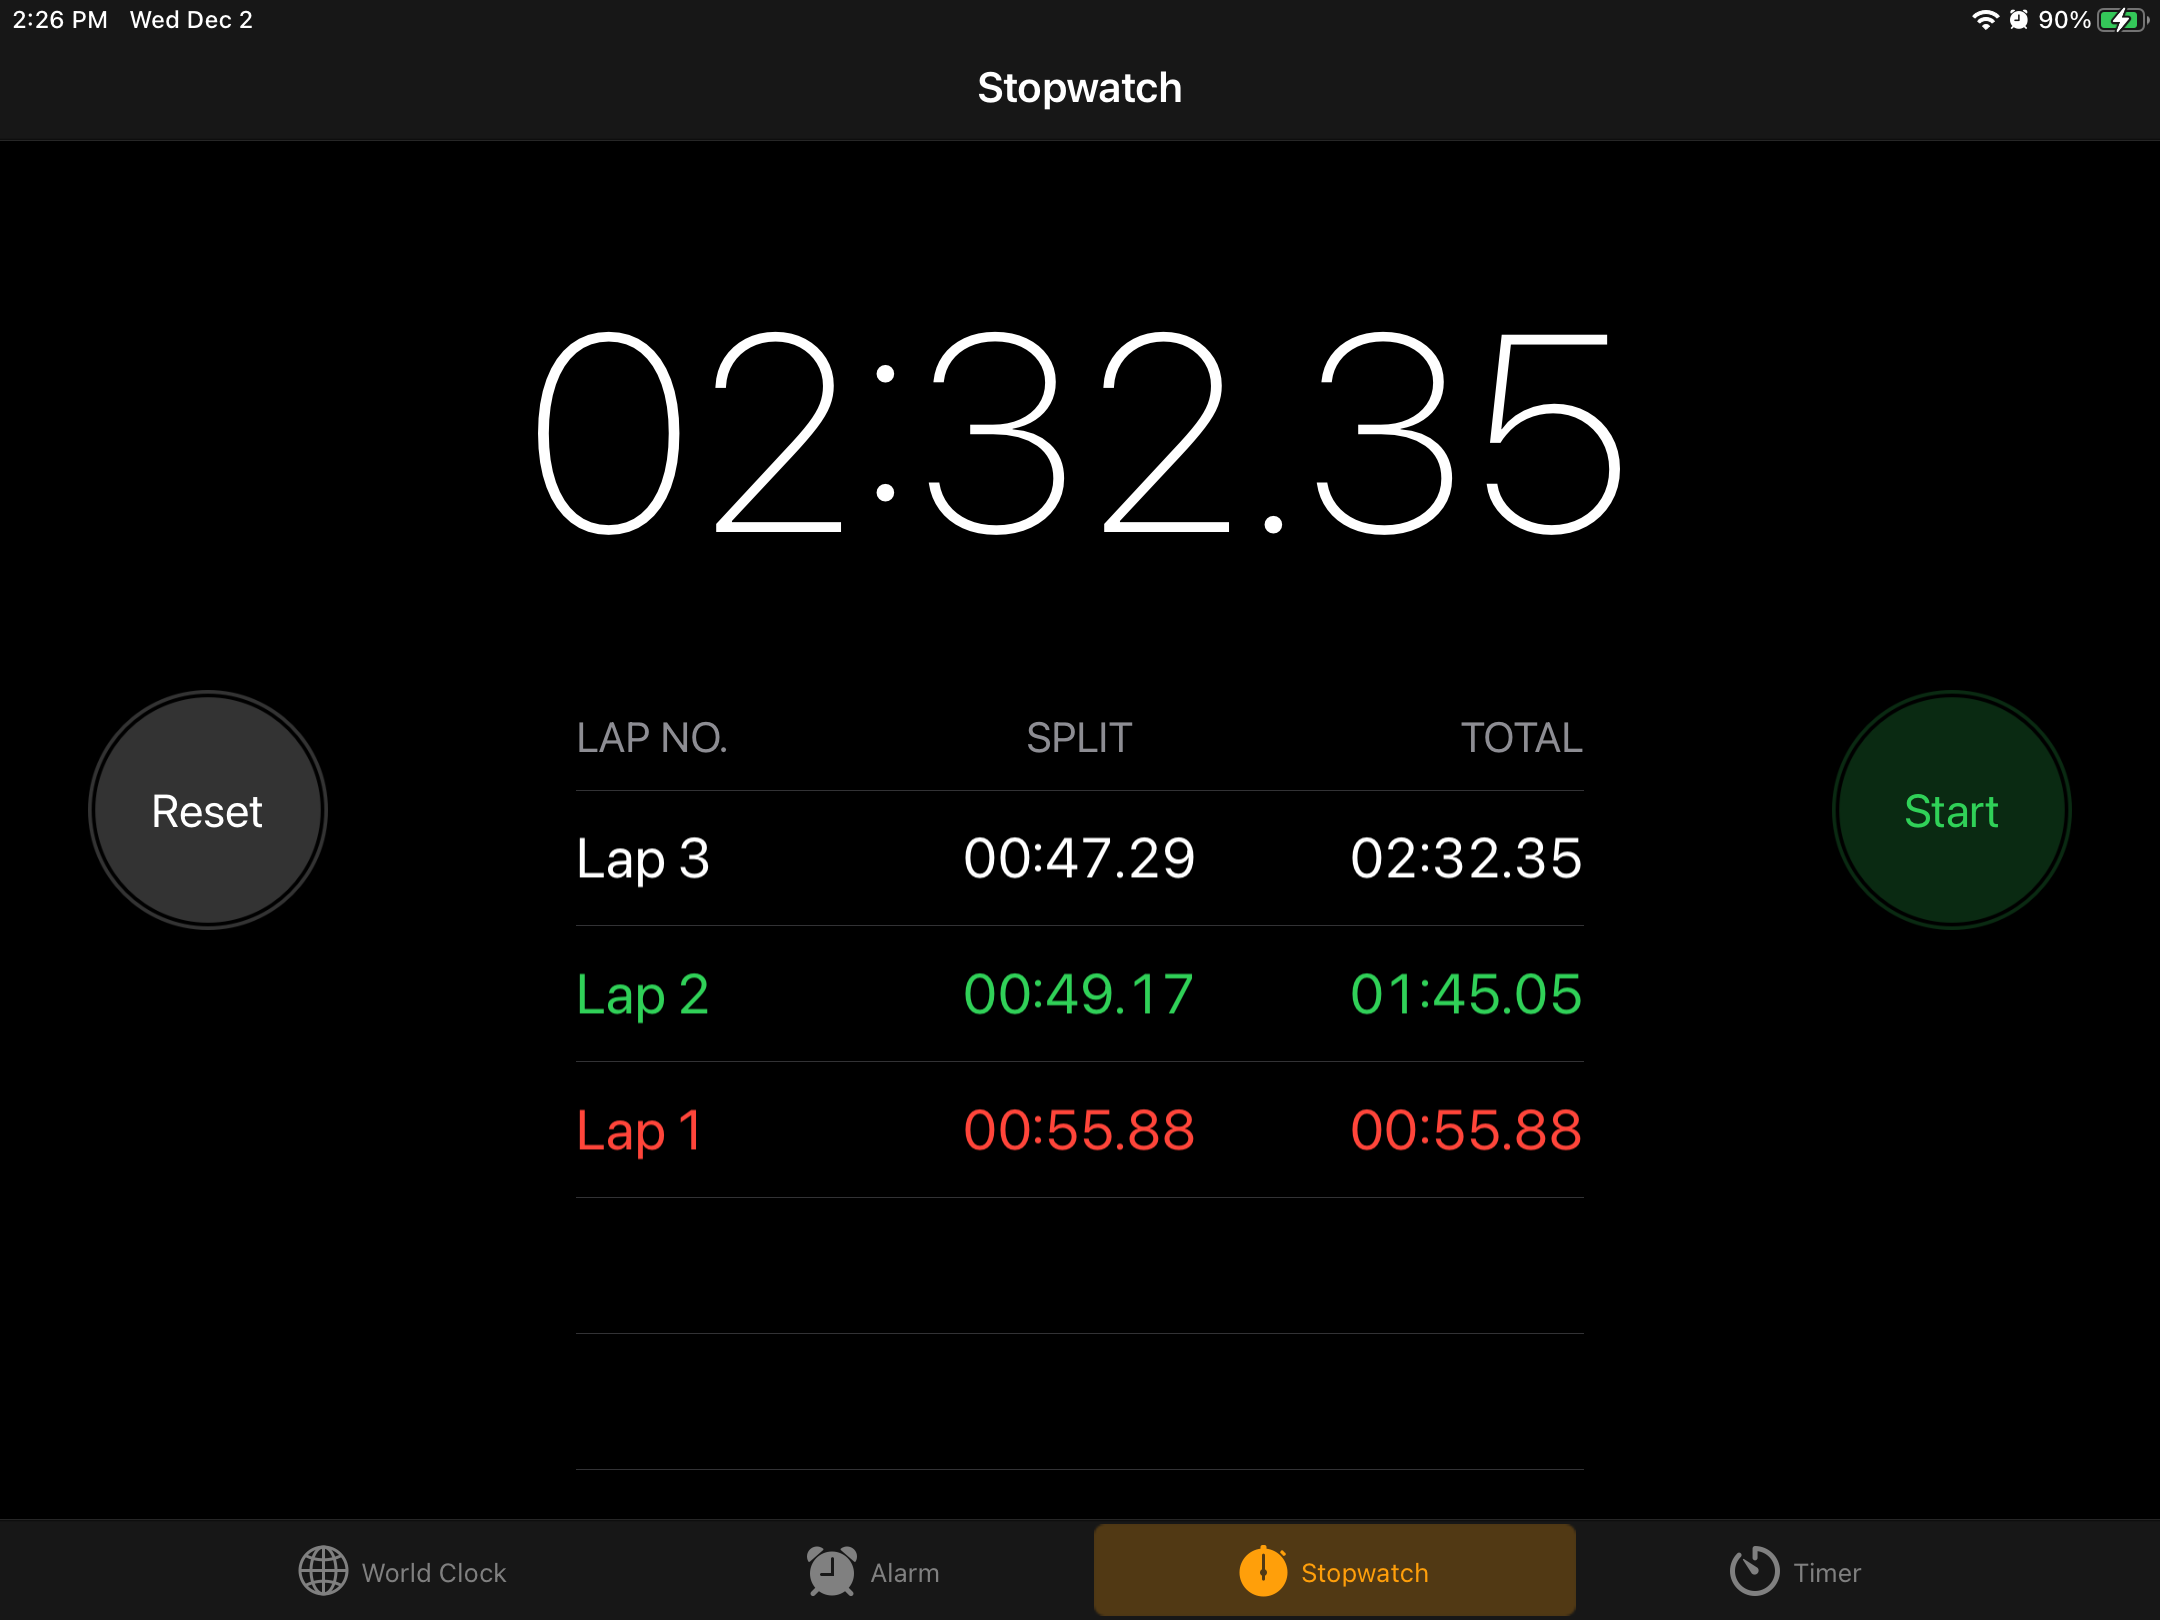 2:26 PM Wed Dec 2 90%
Stopwatch
02:32.35
LAP NO. SPLIT TOTAL
Lap 3 00:47.29 02:32.35
Lap 2 00:49.17 01:45.05
Lap 1 00:55.88 00:55.88
Reset
Start
World Clock Alarm Stopwatch Timer